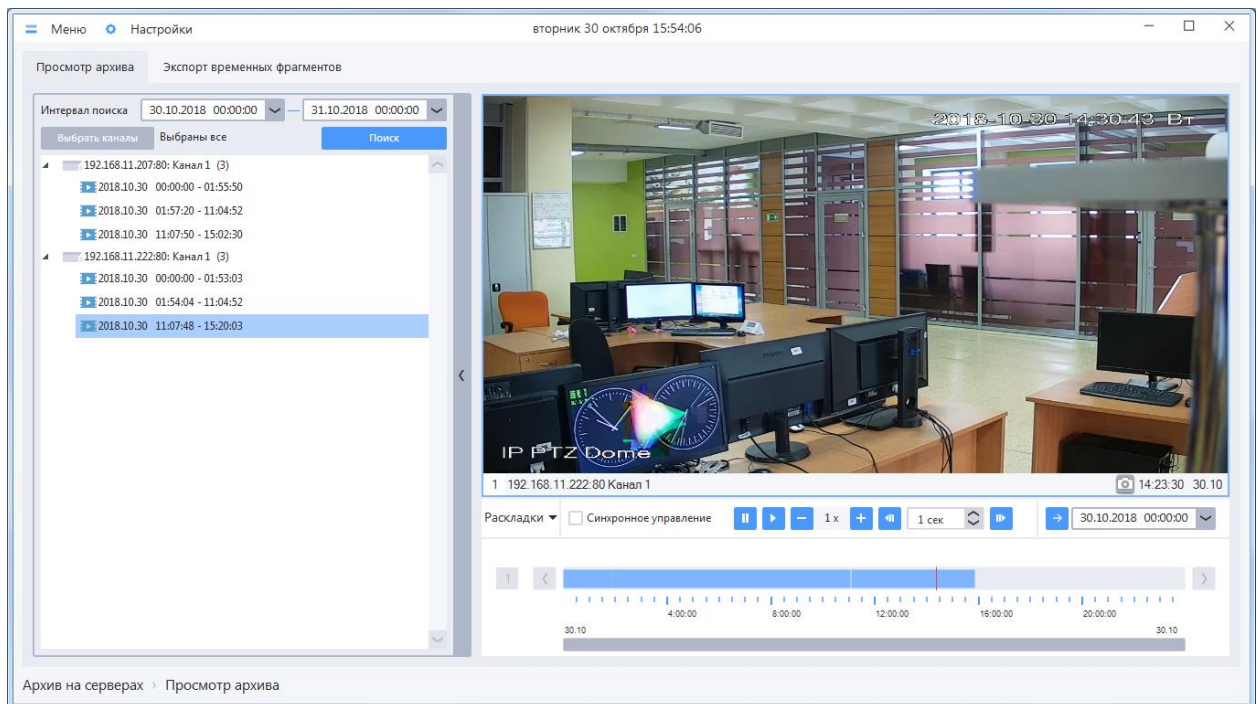 Меню Настройки вторник 30 октября 15:54:06
Просмотр архива Экспорт временных фрагментов
Интервал поиска 30.10.2018 00:00:00 — 31.10.2018 00:00:00
Выбрать каналы Выбраны все Поиск
192.168.11.207:80: Канал 1 (3)
2018.10.30 00:00:00 - 01:55:50
2018.10.30 01:57:20 - 11:04:52
2018.10.30 11:07:50 - 15:02:30
192.168.11.222:80: Канал 1 (3)
2018.10.30 00:00:00 - 01:53:03
2018.10.30 01:54:04 - 11:04:52
2018.10.30 11:07:48 - 15:20:03
2018-10-30 14:30:43 Вт
IP PTZ Dome
1 192.168.11.222:80 Канал 1 14:23:30 30.10
Раскладки Синхронное управление 1 x 1 сек 30.10.2018 00:00:00
1
4:00:00 8:00:00 12:00:00 16:00:00 20:00:00
30.10 30.10
Архив на серверах › Просмотр архива